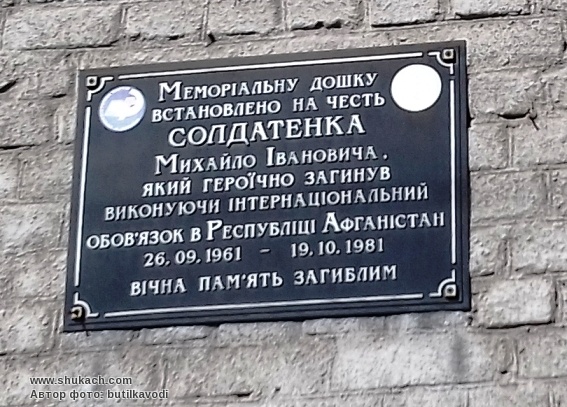 Меморіальну дошку
встановлено на честь
СОЛДАТЕНКА
Михайло Івановича.
який героїчно загинув
виконуючи інтернаціональний
обов'язок в Республіці Афганістан
26.09.1961 – 19.10.1981
вічна пам'ять загиблим
www.shukach.com
Автор фото: butilkavodi